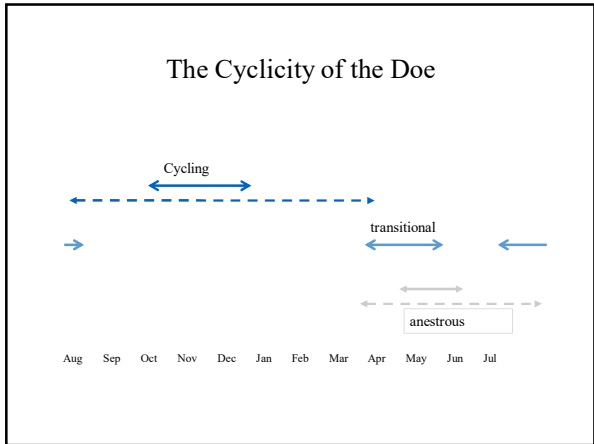 The Cyclicity of the Doe
Cycling
transitional
anestrous
Aug Sep Oct Nov Dec Jan Feb Mar Apr May Jun Jul